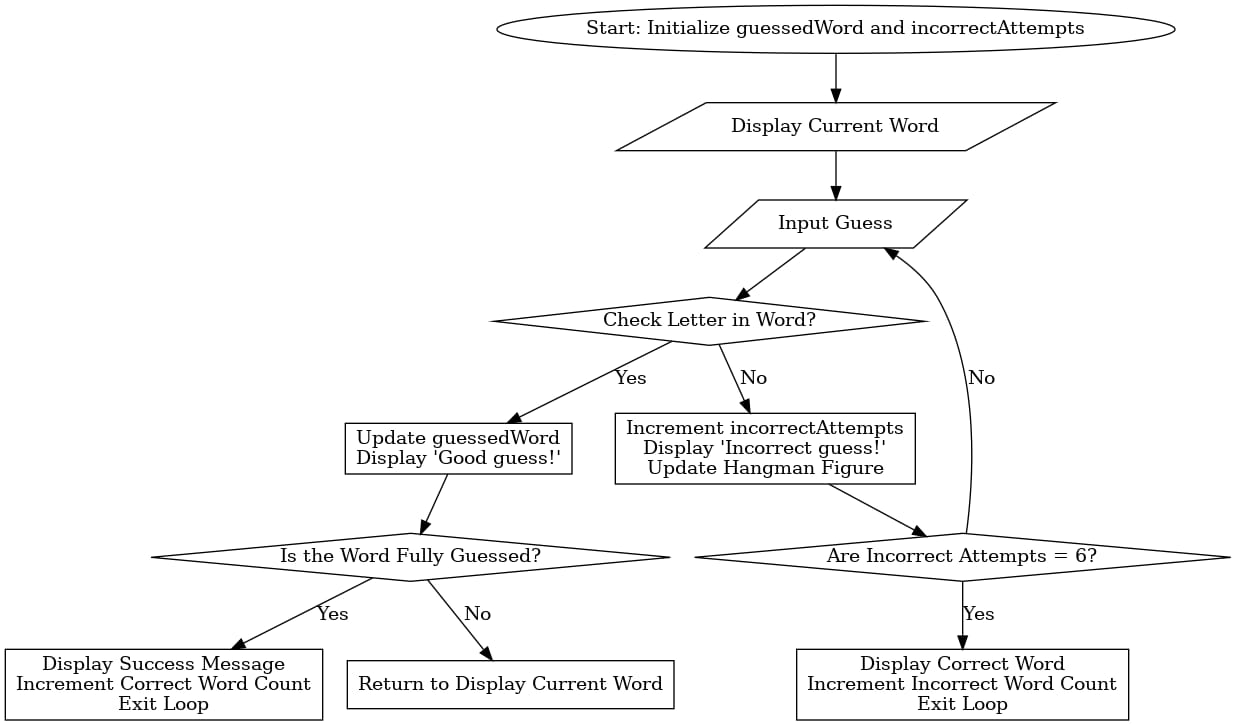 Start: Initialize guessedWord and incorrectAttempts
Display Current Word
Input Guess
Check Letter in Word?
Yes
No
Update guessedWord
Display 'Good guess!'
Increment incorrectAttempts
Display 'Incorrect guess!'
Update Hangman Figure
No
Is the Word Fully Guessed?
Are Incorrect Attempts = 6?
Yes
No
Yes
Display Success Message
Increment Correct Word Count
Exit Loop
Return to Display Current Word
Display Correct Word
Increment Incorrect Word Count
Exit Loop